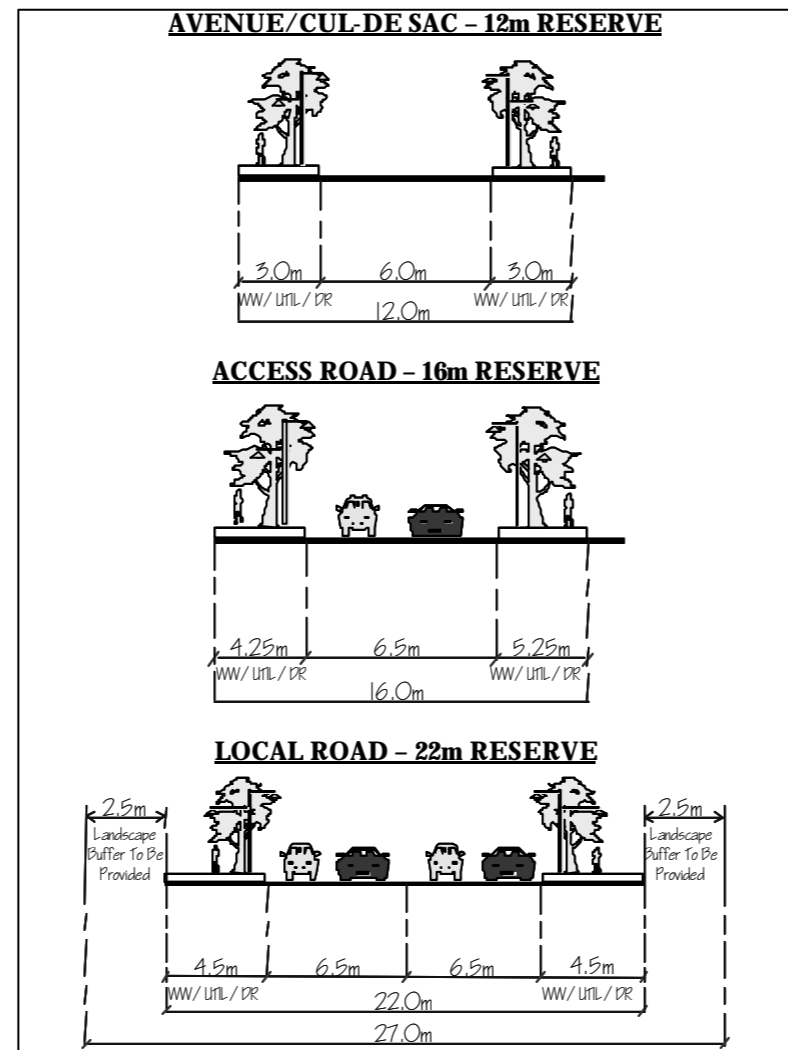 AVENUE/CUL-DE SAC – 12m RESERVE
3.0m 6.0m 3.0m
WW/ UTIL / DR WW/ UTIL / DR
12.0m
ACCESS ROAD – 16m RESERVE
4.25m 6.5m 5.25m
WW/ UTIL / DR WW/ UTIL / DR
16.0m
LOCAL ROAD – 22m RESERVE
2.5m 2.5m
Landscape Landscape
Buffer To Be Buffer To Be
Provided Provided
4.5m 6.5m 6.5m 4.5m
WW/ UTIL / DR WW/ UTIL / DR
22.0m
27.0m